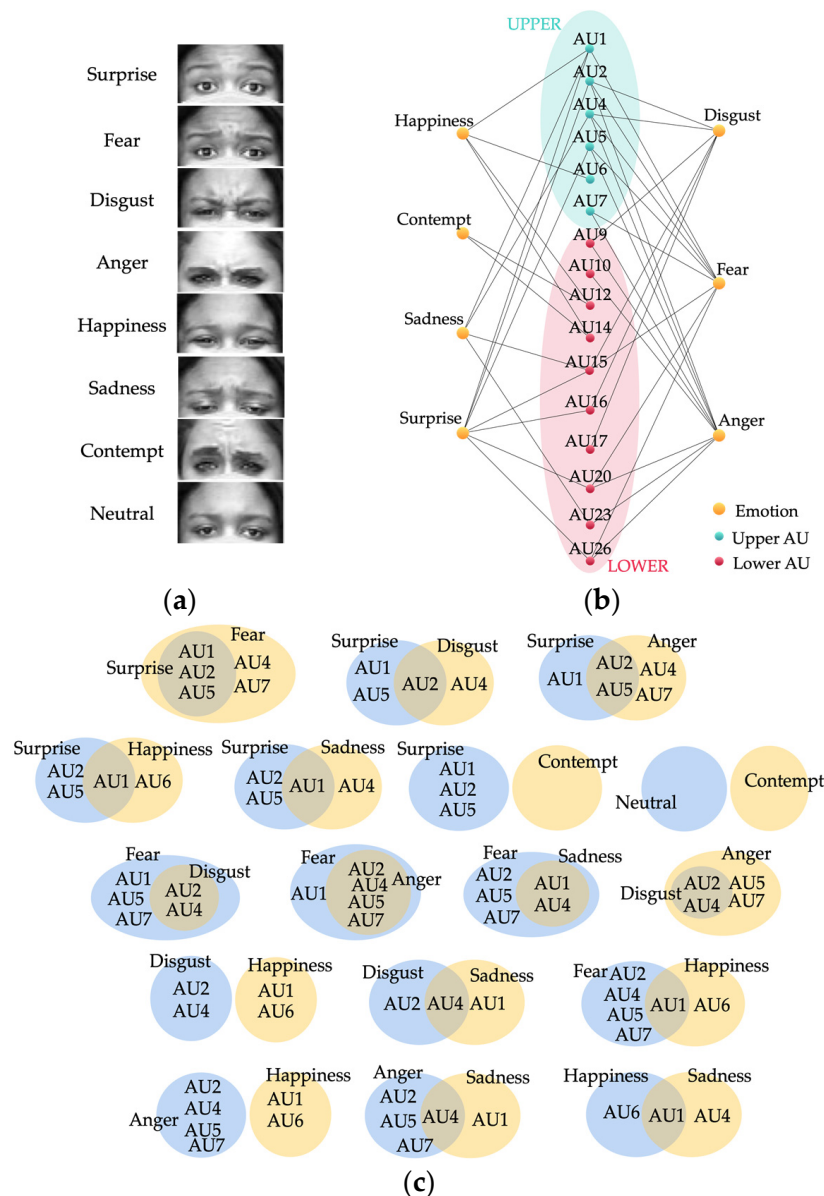 Surprise
Fear
Disgust
Anger
Happiness
Sadness
Contempt
Neutral
(a)
UPPER
AU1
AU2
AU4
AU5
AU6
AU7
AU9
AU10
AU12
AU14
AU15
AU16
AU17
AU20
AU23
AU26
LOWER
Happiness
Contempt
Sadness
Surprise
Disgust
Fear
Anger
Emotion
Upper AU
Lower AU
(b)
Surprise
AU1
AU2
AU5
Fear
AU4
AU7
Surprise
AU1
AU5
AU2
Disgust
AU4
Surprise
AU1
AU2
AU5
Anger
AU4
AU7
Surprise
AU2
AU5
AU1
Happiness
AU6
Surprise
AU2
AU5
AU1
Sadness
AU4
Surprise
AU1
AU2
AU5
Contempt
Neutral
Contempt
Fear
AU1
AU5
AU7
Disgust
AU2
AU4
Fear
AU1
AU2
AU4
AU5
AU7
Anger
Fear
AU2
AU5
AU7
Sadness
AU1
AU4
Disgust
AU2
AU4
Anger
AU5
AU7
Disgust
AU2
AU4
Happiness
AU1
AU6
Disgust
AU2
AU4
Sadness
AU1
Fear
AU2
AU4
AU5
AU7
AU1
Happiness
AU6
Anger
AU2
AU4
AU5
AU7
Happiness
AU1
AU6
Anger
AU2
AU5
AU7
AU4
Sadness
AU1
Happiness
AU6
AU1
Sadness
AU4
(c)